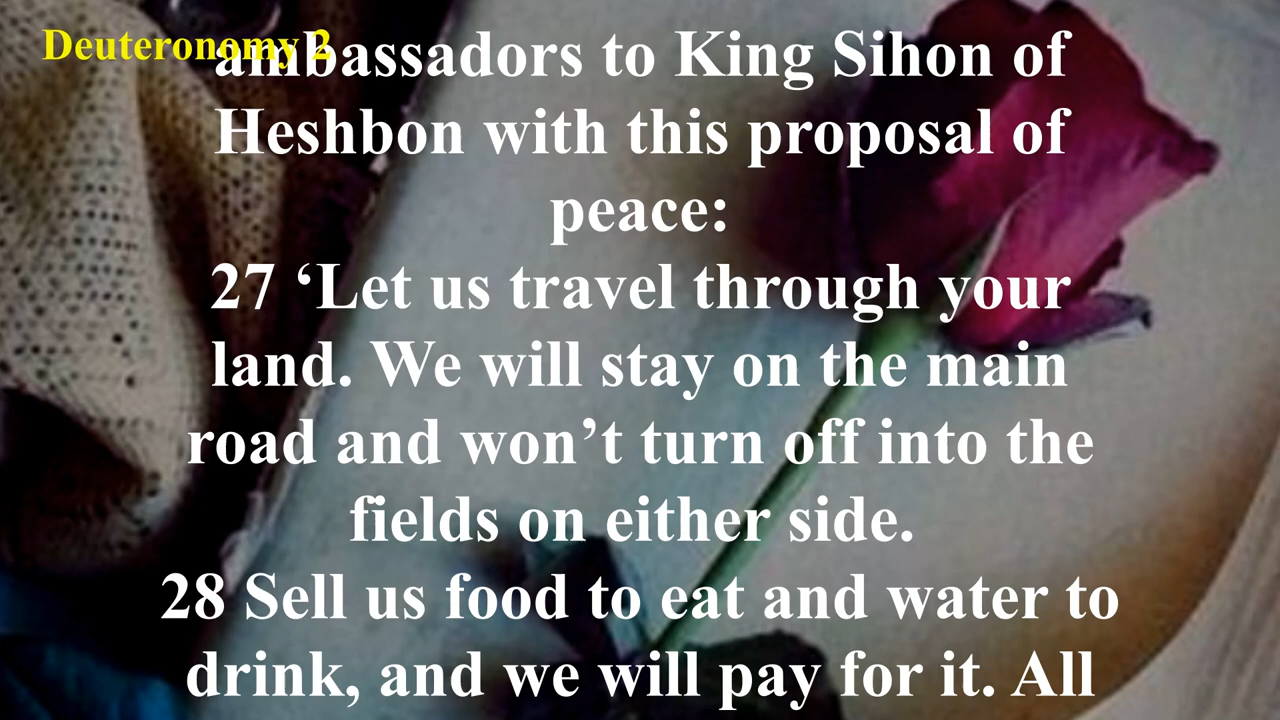 Deuteronomy 2
ambassadors to King Sihon of
Heshbon with this proposal of
peace:
27 ‘Let us travel through your
land. We will stay on the main
road and won’t turn off into the
fields on either side.
28 Sell us food to eat and water to
drink, and we will pay for it. All